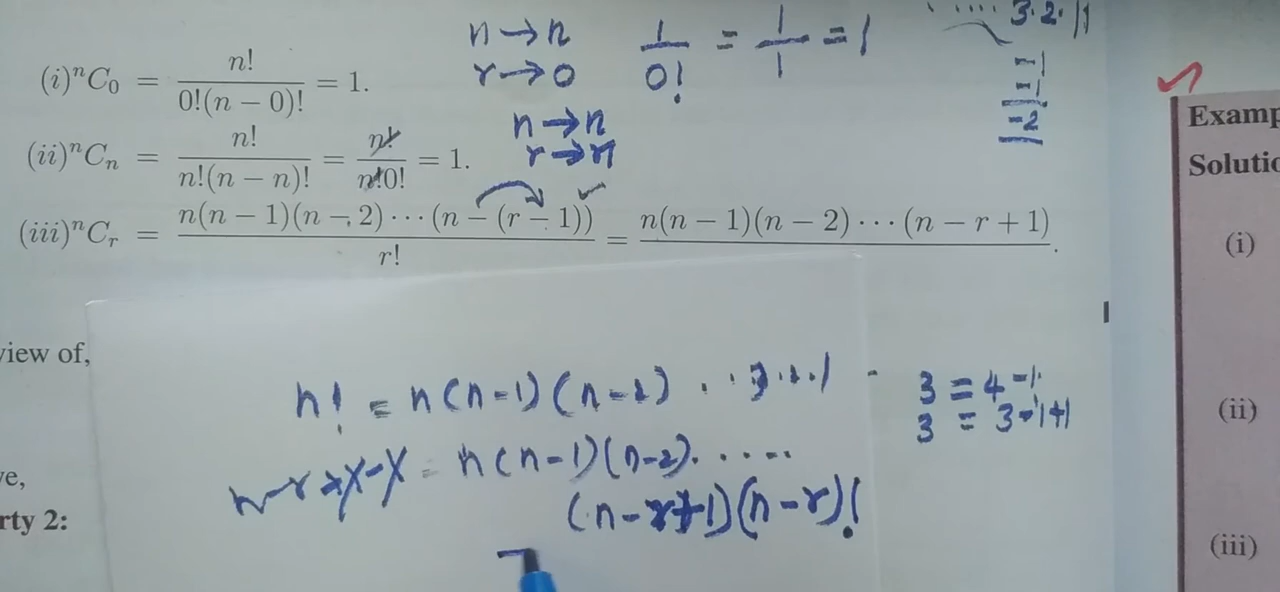 ..... 3·2·1
n → n   1/0! = 1/1 = 1
r → 0
(i) ⁿC₀ = n!/0!(n − 0)! = 1.
-1
-1
-2
n → n
r → n
(ii) ⁿCₙ = n!/n!(n − n)! = n!/n!0! = 1.
(iii) ⁿCᵣ = n(n − 1)(n − 2) ··· (n − (r − 1))/r! = n(n − 1)(n − 2) ··· (n − r + 1)/ .
view of,
n! = n(n-1)(n-2)
3 = 4-1
3 = 3-1+1
= n(n-1)(n-2).....
(n-r+1)(n-r)!
rty 2:
Examp
Solutio
(i)
(ii)
(iii)